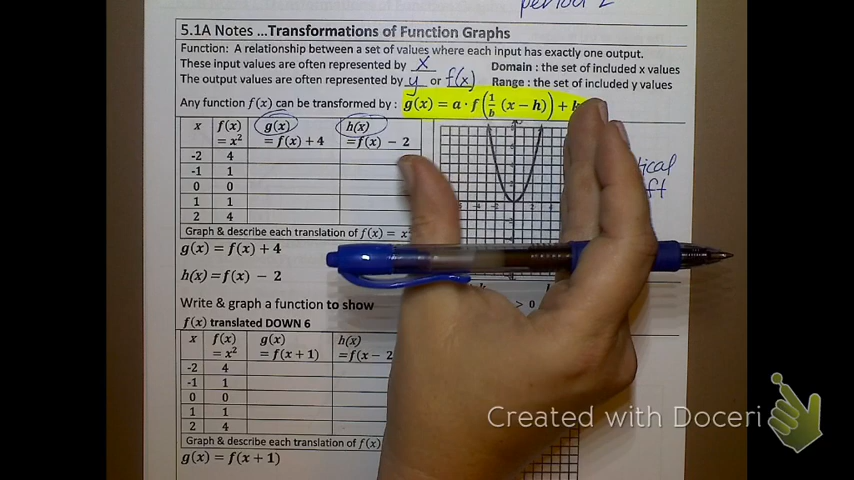 period 2
5.1A Notes ...Transformations of Function Graphs
Function: A relationship between a set of values where each input has exactly one output.
These input values are often represented by x
Domain : the set of included x values
The output values are often represented by y or f(x)
Range : the set of included y values
Any function f(x) can be transformed by : g(x) = a · f(1/b (x − h)) + k
x f(x) = x² g(x) = f(x) + 4 h(x) = f(x) − 2
-2 4
-1 1
0 0
1 1
2 4
Graph & describe each translation of f(x) = x
g(x) = f(x) + 4
h(x) = f(x) − 2
> 0
Write & graph a function to show
f(x) translated DOWN 6
x f(x) = x² g(x) = f(x + 1) h(x) = f(x − 2
-2 4
-1 1
0 0
1 1
2 4
Graph & describe each translation of f(x)
g(x) = f(x + 1)
Created with Doceri